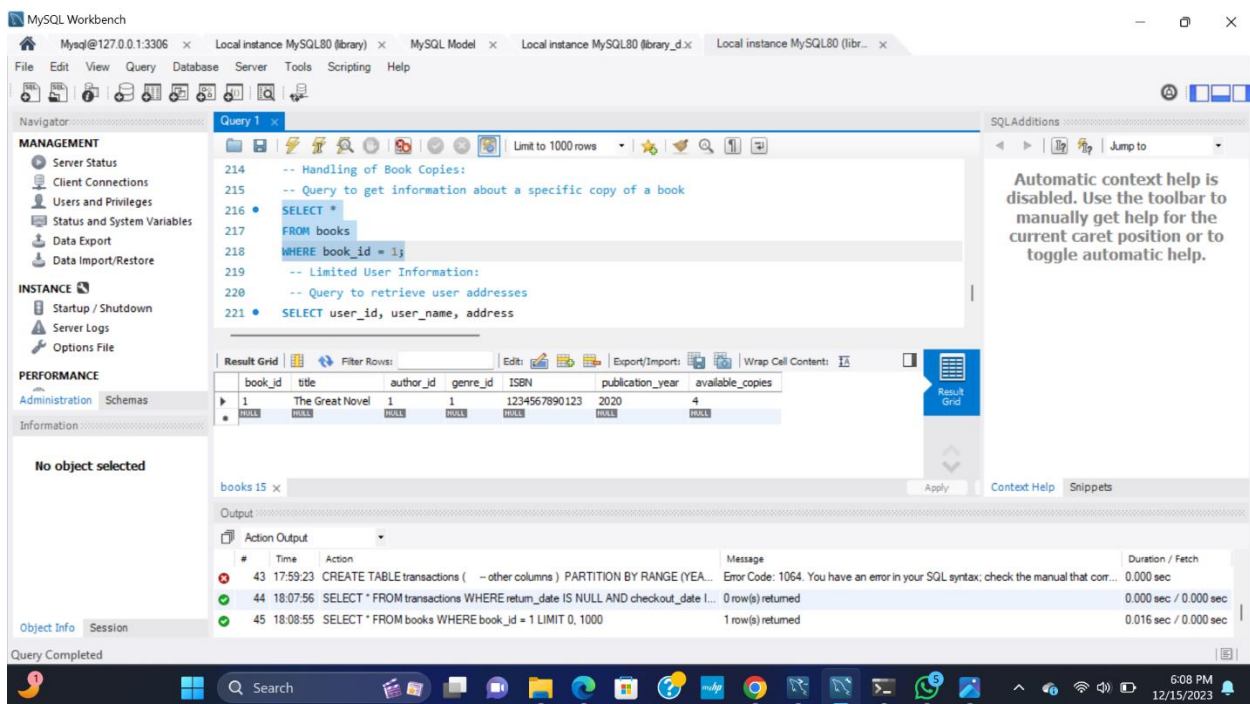 MySQL Workbench
Mysql@127.0.0.1:3306 × Local instance MySQL80 (library) × MySQL Model × Local instance MySQL80 (library_d.× Local instance MySQL80 (libr... ×
File Edit View Query Database Server Tools Scripting Help
Navigator
MANAGEMENT
Server Status
Client Connections
Users and Privileges
Status and System Variables
Data Export
Data Import/Restore
INSTANCE
Startup / Shutdown
Server Logs
Options File
PERFORMANCE
Administration Schemas
Information
No object selected
Object Info Session
Query 1 ×
Limit to 1000 rows
214 -- Handling of Book Copies:
215 -- Query to get information about a specific copy of a book
216 SELECT *
217 FROM books
218 WHERE book_id = 1;
219 -- Limited User Information:
220 -- Query to retrieve user addresses
221 SELECT user_id, user_name, address
Result Grid Filter Rows: Edit: Export/Import: Wrap Cell Content:
book_id title author_id genre_id ISBN publication_year available_copies
1 The Great Novel 1 1 1234567890123 2020 4
NULL NULL NULL NULL NULL NULL NULL
Result
Grid
books 15 ×
Apply
SQLAdditions
Jump to
Automatic context help is
disabled. Use the toolbar to
manually get help for the
current caret position or to
toggle automatic help.
Context Help Snippets
Output
Action Output
# Time Action Message Duration / Fetch
43 17:59:23 CREATE TABLE transactions ( -- other columns ) PARTITION BY RANGE (YEA... Error Code: 1064. You have an error in your SQL syntax; check the manual that corr... 0.000 sec
44 18:07:56 SELECT * FROM transactions WHERE return_date IS NULL AND checkout_date I... 0 row(s) returned 0.000 sec / 0.000 sec
45 18:08:55 SELECT * FROM books WHERE book_id = 1 LIMIT 0, 1000 1 row(s) returned 0.016 sec / 0.000 sec
Query Completed
1 Search 5 6:08 PM
12/15/2023